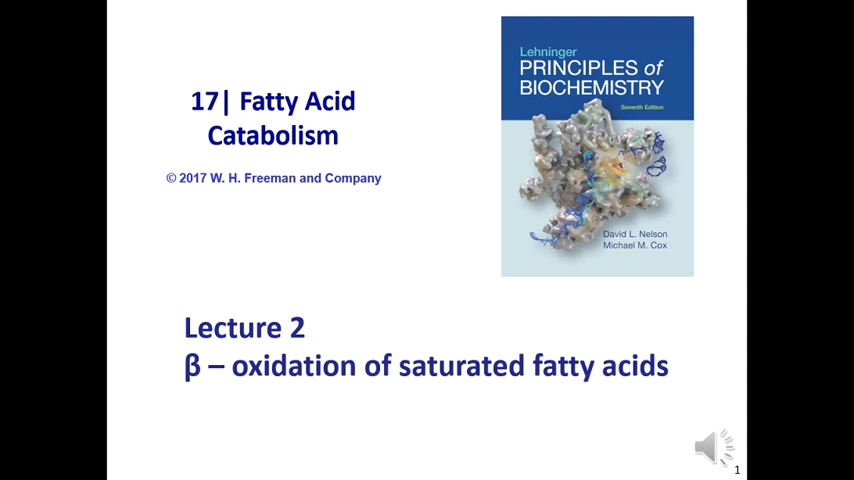 17| Fatty Acid
Catabolism
© 2017 W. H. Freeman and Company
Lehninger
PRINCIPLES of
BIOCHEMISTRY
Seventh Edition
David L. Nelson
Michael M. Cox
Lecture 2
β – oxidation of saturated fatty acids
1